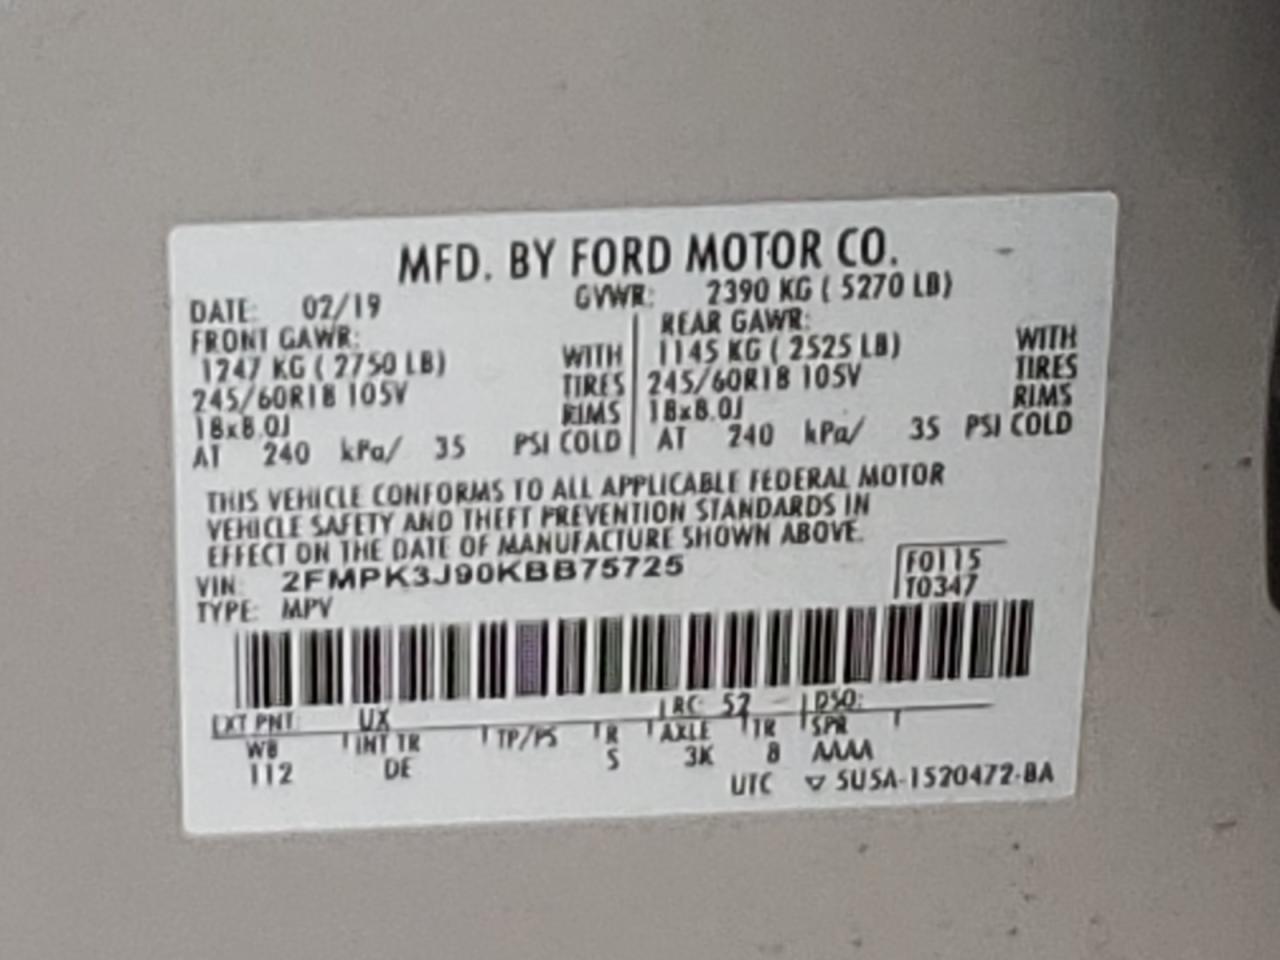 MFD. BY FORD MOTOR CO.
DATE: 02/19 GVWR: 2390 KG ( 5270 LB)
FRONT GAWR: REAR GAWR:
1247 KG ( 2750 LB) WITH 1145 KG ( 2525 LB) WITH
245/60R18 105V TIRES 245/60R18 105V TIRES
18x8.0J RIMS 18x8.0J RIMS
AT 240 kPa/ 35 PSI COLD AT 240 kPa/ 35 PSI COLD
THIS VEHICLE CONFORMS TO ALL APPLICABLE FEDERAL MOTOR
VEHICLE SAFETY AND THEFT PREVENTION STANDARDS IN
EFFECT ON THE DATE OF MANUFACTURE SHOWN ABOVE.
VIN: 2FMPK3J90KBB75725 F0115
TYPE: MPV T0347
EXT PNT: UX RC: 52 DSO:
WB INT TR TP/PS R AXLE TR SPR
112 DE S 3K 8 AAAA
UTC ▽ 5U5A-1520472-BA